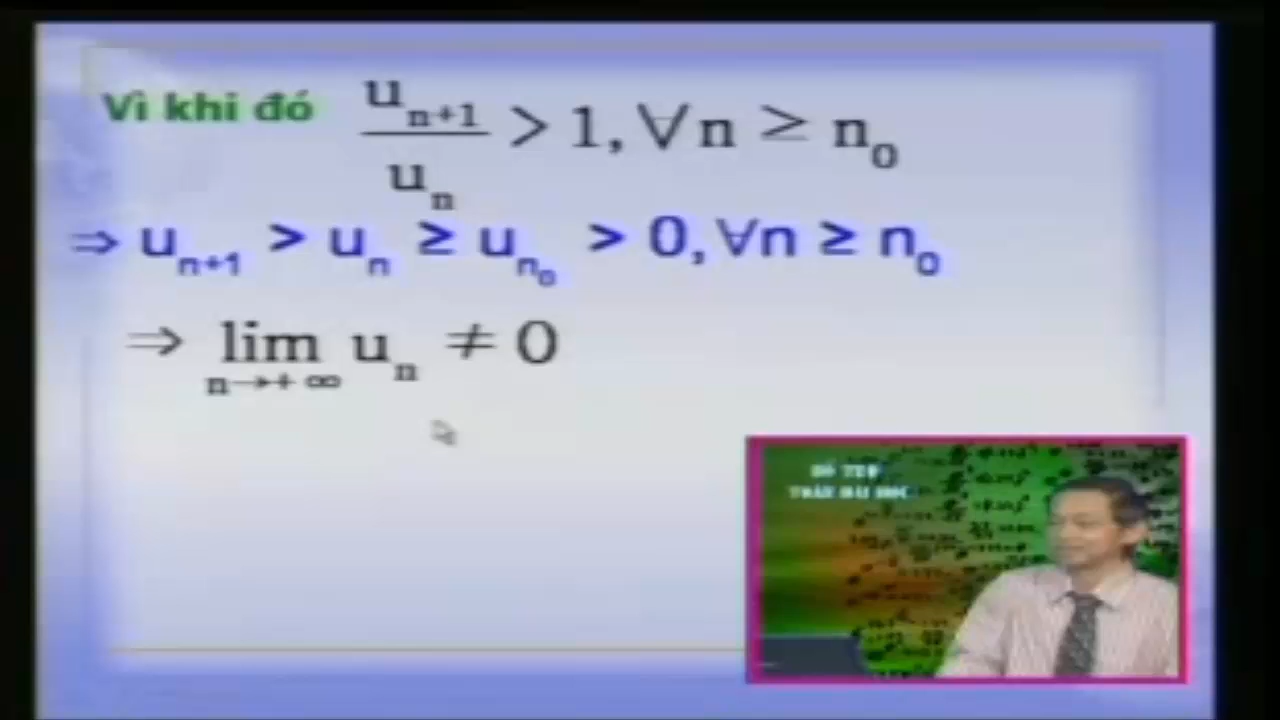 Vì khi đó u_{n+1}/u_n > 1, ∀n ≥ n_0
⇒ u_{n+1} > u_n ≥ u_{n_0} > 0, ∀n ≥ n_0
⇒ lim_{n→+∞} u_n ≠ 0